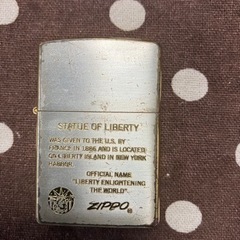 STATUE OF LIBERTY
WAS GIVEN TO THE U.S. BY
FRANCE IN 1886 AND IS LOCATED
ON LIBERTY ISLAND IN NEW YORK
HARBOR.
OFFICIAL NAME
"LIBERTY ENLIGHTENING
THE WORLD"
ZIPPO®